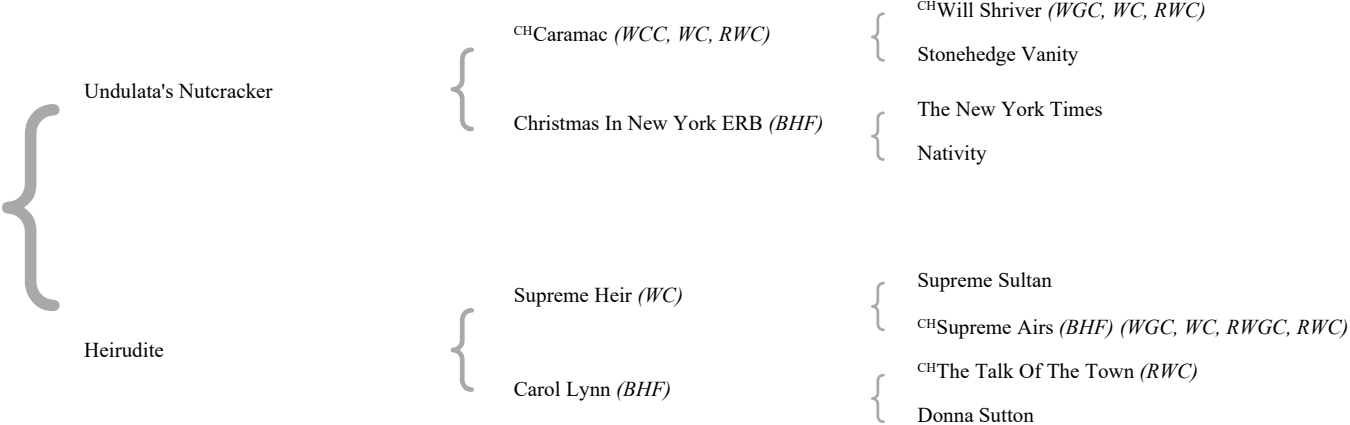 CHWill Shriver (WGC, WC, RWC)
CHCaramac (WCC, WC, RWC)
Stonehedge Vanity
Undulata's Nutcracker
The New York Times
Christmas In New York ERB (BHF)
Nativity
Supreme Sultan
Supreme Heir (WC)
CHSupreme Airs (BHF) (WGC, WC, RWGC, RWC)
Heirudite
CHThe Talk Of The Town (RWC)
Carol Lynn (BHF)
Donna Sutton